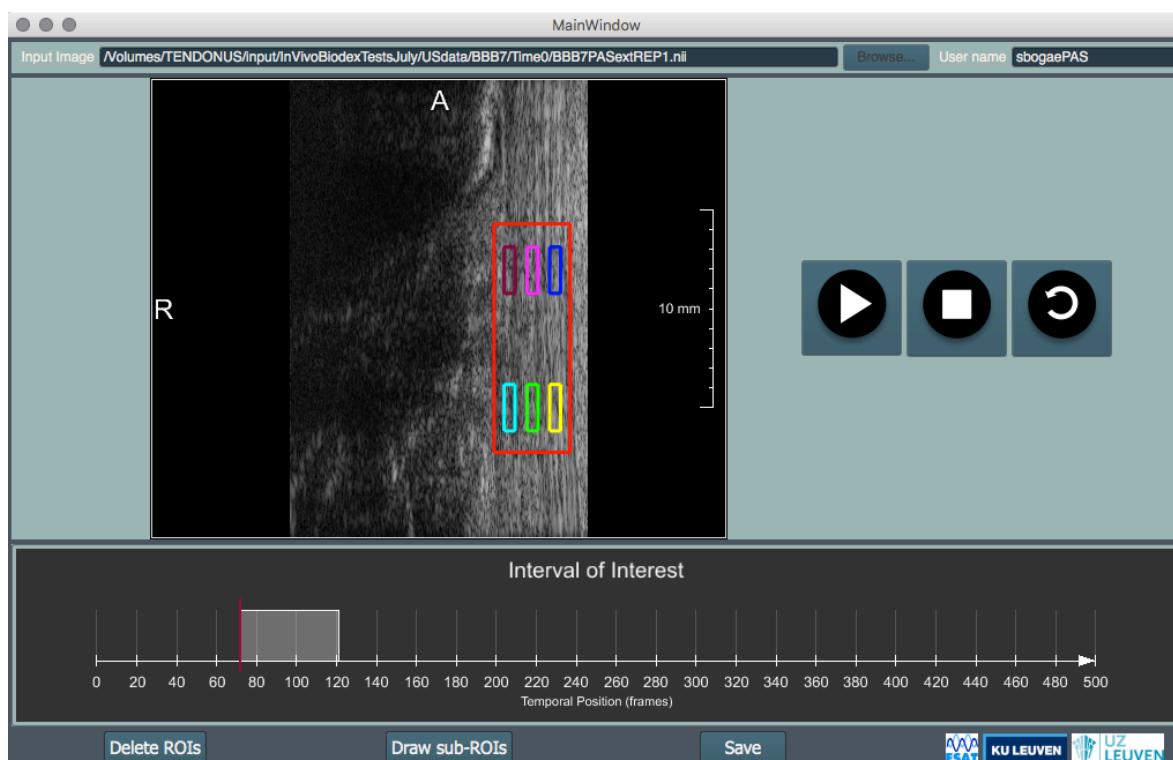 MainWindow
Input Image /Volumes/TENDONUS/input/InVivoBiodexTestsJuly/USdata/BBB7/Time0/BBB7PASextREP1.nii Browse... User name sbogaePAS
A
R
10 mm
Interval of Interest
0 20 40 60 80 100 120 140 160 180 200 220 240 260 280 300 320 340 360 380 400 420 440 460 480 500
Temporal Position (frames)
Delete ROIs Draw sub-ROIs Save ESAT KU LEUVEN UZ LEUVEN